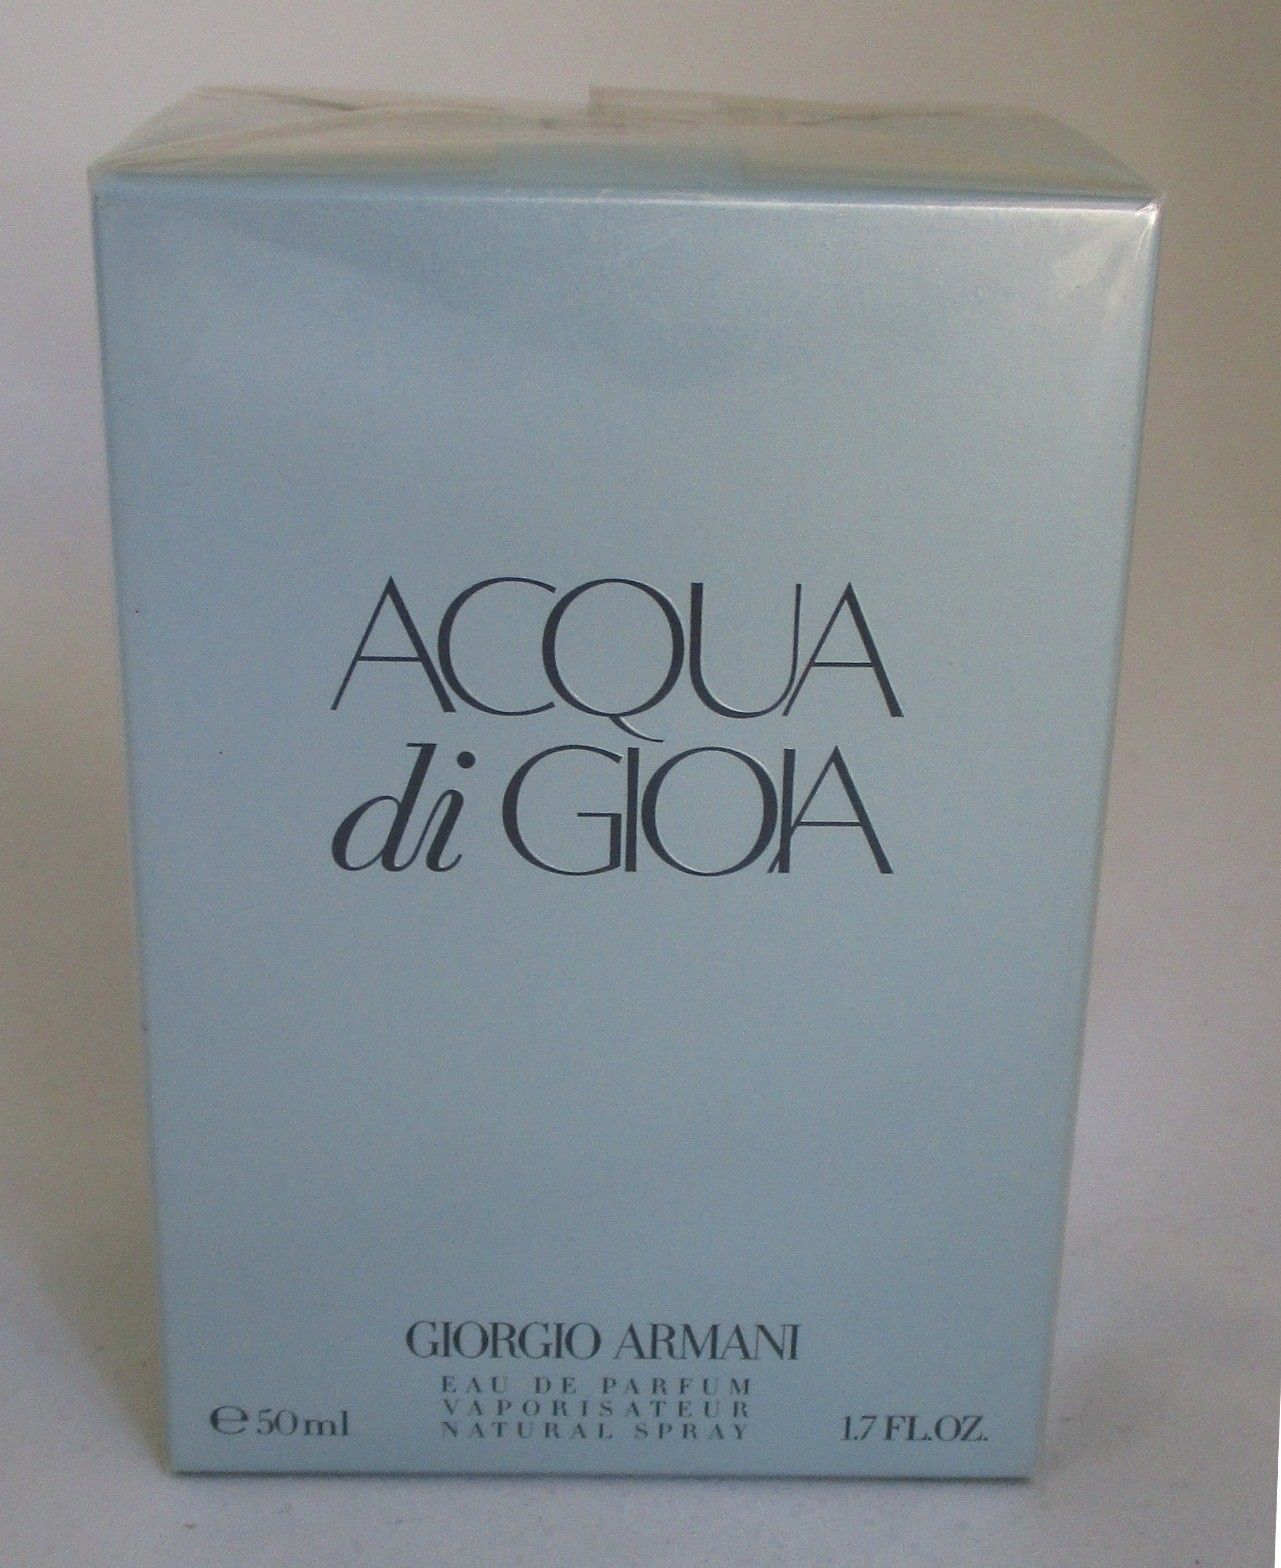 ACQUA
di GIOIA
GIORGIO ARMANI
EAU DE PARFUM
VAPORISATEUR
NATURAL SPRAY
℮50ml
1.7 FL.OZ.